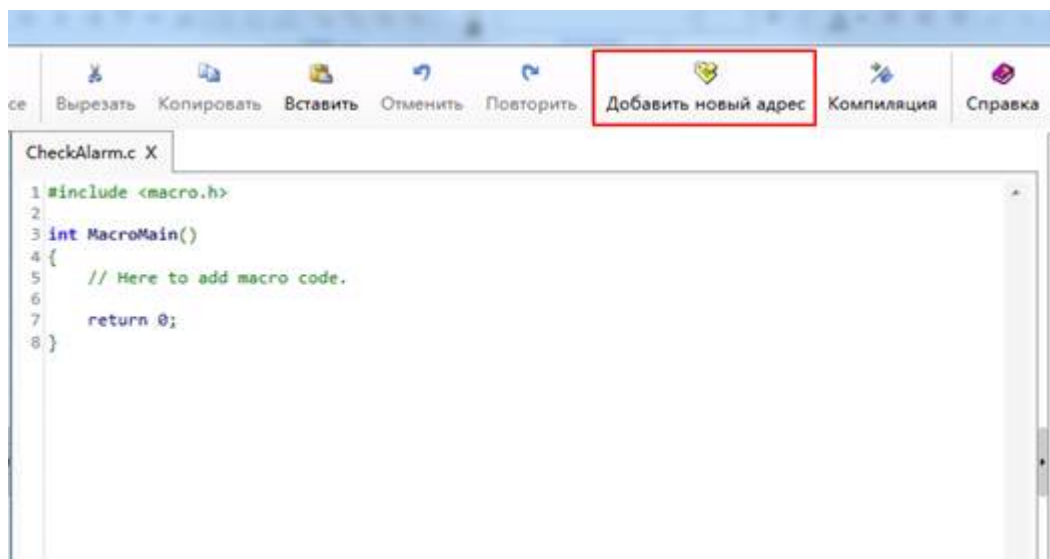 се Вырезать Копировать Вставить Отменить Повторить Добавить новый адрес Компиляция Справка
CheckAlarm.c X
1 #include <macro.h>
2
3 int MacroMain()
4 {
5 // Here to add macro code.
6
7 return 0;
8 }